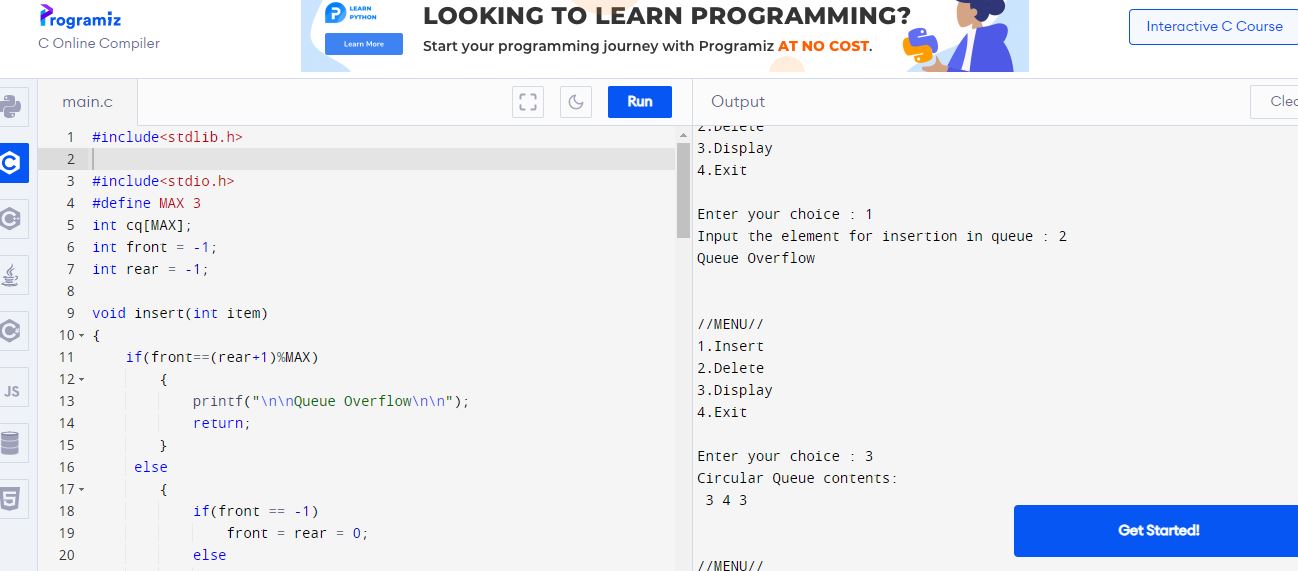 Programiz
C Online Compiler
LEARN
PYTHON
Learn More
LOOKING TO LEARN PROGRAMMING?
Start your programming journey with Programiz AT NO COST.
Interactive C Course
main.c
Run
Output
Clea
1 #include<stdlib.h>
2
3 #include<stdio.h>
4 #define MAX 3
5 int cq[MAX];
6 int front = -1;
7 int rear = -1;
8
9 void insert(int item)
10 {
11 if(front==(rear+1)%MAX)
12 {
13 printf("\n\nQueue Overflow\n\n");
14 return;
15 }
16 else
17 {
18 if(front == -1)
19 front = rear = 0;
20 else
JS
2.Delete
3.Display
4.Exit
Enter your choice : 1
Input the element for insertion in queue : 2
Queue Overflow
//MENU//
1.Insert
2.Delete
3.Display
4.Exit
Enter your choice : 3
Circular Queue contents:
3 4 3
Get Started!
//MENU//